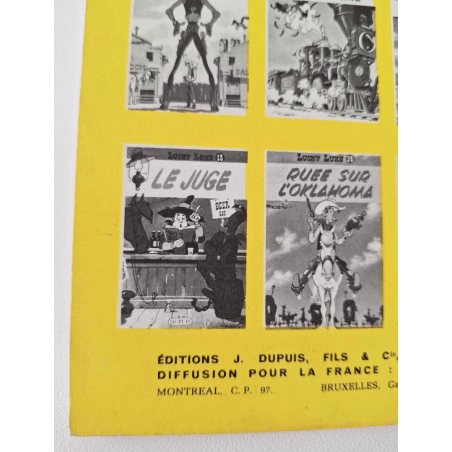 LUCKY LUKE 13
LE JUGE
BEER
LUCKY LUKE
RUÉE SUR
L'OKLAHOMA
ÉDITIONS J. DUPUIS, FILS & Cie,
DIFFUSION POUR LA FRANCE :
MONTREAL, C. P. 97. BRUXELLES,